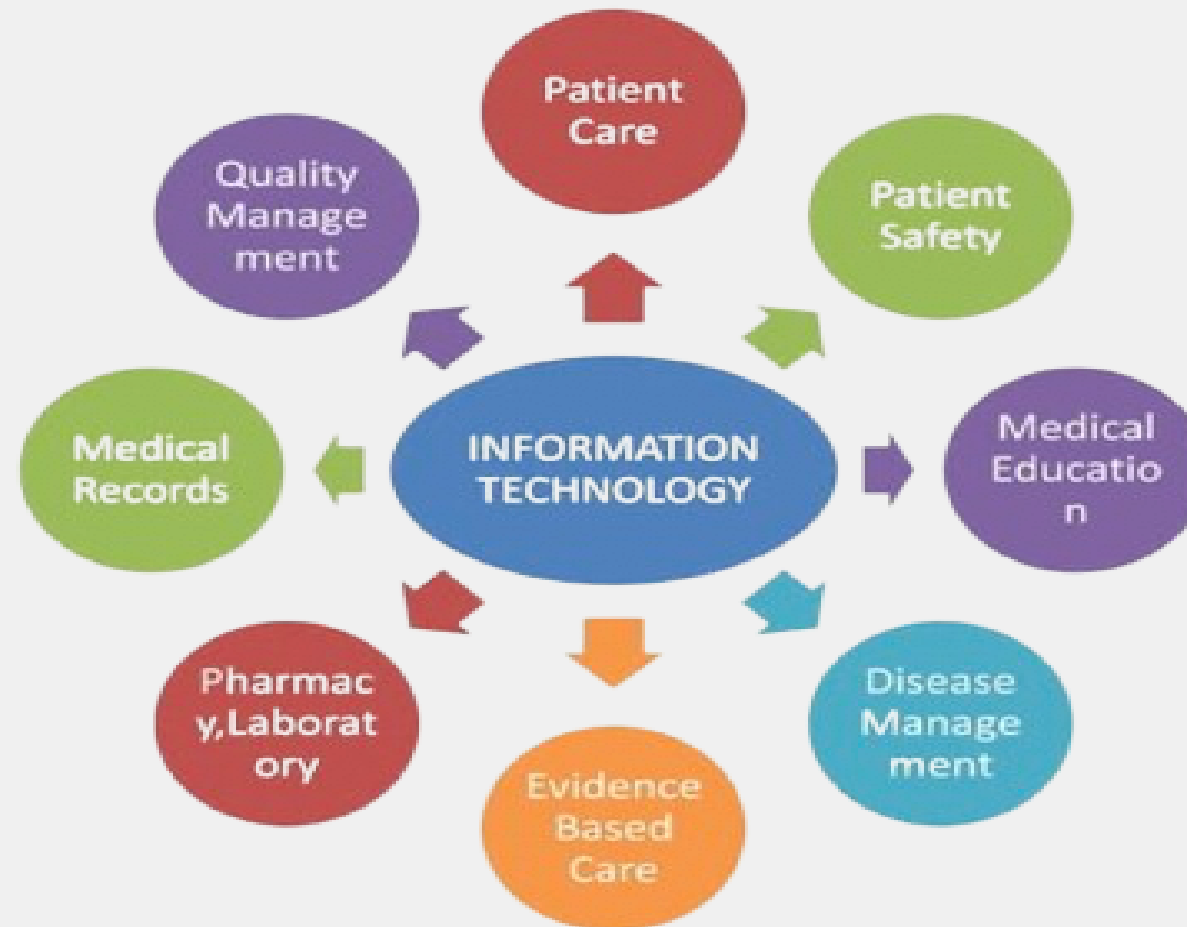 Patient
Care
Patient
Safety
Medical
Educatio
n
Disease
Manage
ment
Evidence
Based
Care
Pharmac
y,Laborat
ory
Medical
Records
Quality
Manage
ment
INFORMATION
TECHNOLOGY